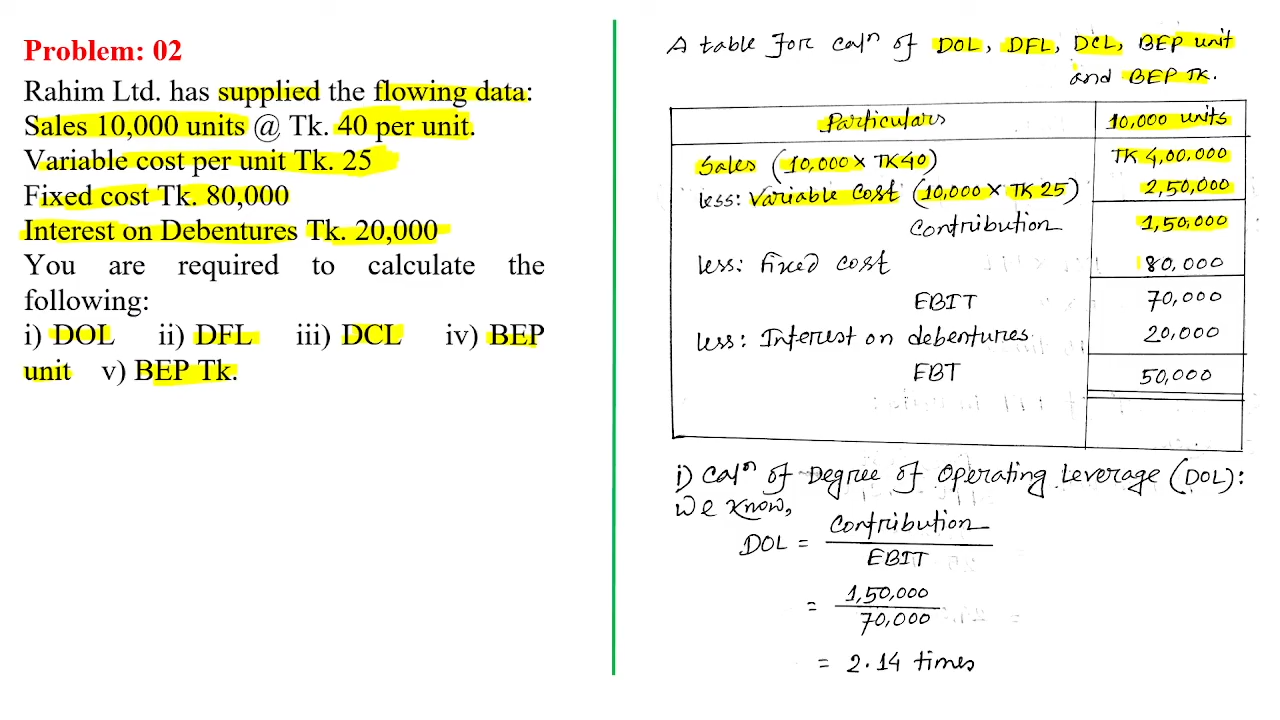 Problem: 02
Rahim Ltd. has supplied the flowing data:
Sales 10,000 units @ Tk. 40 per unit.
Variable cost per unit Tk. 25
Fixed cost Tk. 80,000
Interest on Debentures Tk. 20,000
You are required to calculate the
following:
i) DOL ii) DFL iii) DCL iv) BEP
unit v) BEP Tk.
A table for calⁿ of DOL, DFL, DCL, BEP unit
and BEP TK.
Particulars 10,000 units
Sales (10,000 × TK 40) TK 4,00,000
less: Variable cost (10,000 × TK 25) 2,50,000
Contribution 1,50,000
less: Fixed cost 80,000
EBIT 70,000
less: Interest on debentures 20,000
EBT 50,000
i) calⁿ of Degree of Operating Leverage (DOL):
we know,
DOL = Contribution / EBIT
= 1,50,000 / 70,000
= 2.14 times